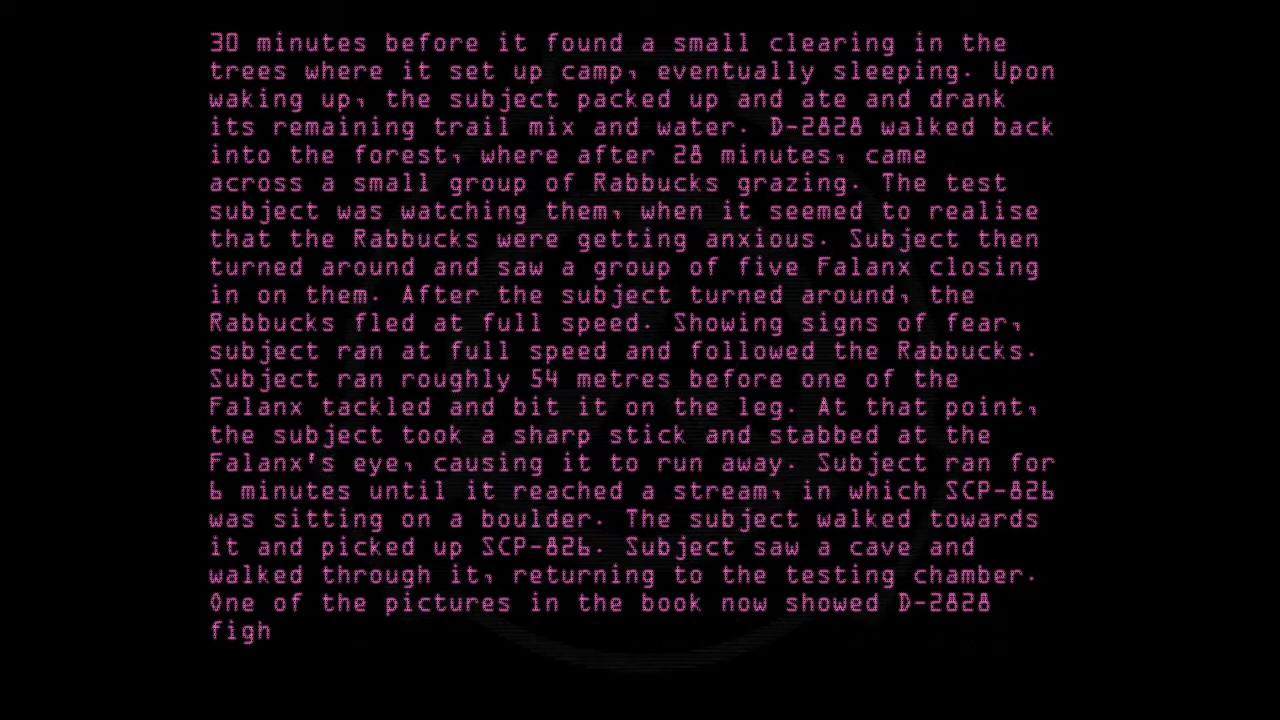 30 minutes before it found a small clearing in the
trees where it set up camp, eventually sleeping. Upon
waking up, the subject packed up and ate and drank
its remaining trail mix and water. D-2828 walked back
into the forest, where after 28 minutes, came
across a small group of Rabbucks grazing. The test
subject was watching them, when it seemed to realise
that the Rabbucks were getting anxious. Subject then
turned around and saw a group of five Falanx closing
in on them. After the subject turned around, the
Rabbucks fled at full speed. Showing signs of fear,
subject ran at full speed and followed the Rabbucks.
Subject ran roughly 54 metres before one of the
Falanx tackled and bit it on the leg. At that point,
the subject took a sharp stick and stabbed at the
Falanx's eye, causing it to run away. Subject ran for
6 minutes until it reached a stream, in which SCP-826
was sitting on a boulder. The subject walked towards
it and picked up SCP-826. Subject saw a cave and
walked through it, returning to the testing chamber.
One of the pictures in the book now showed D-2828
figh